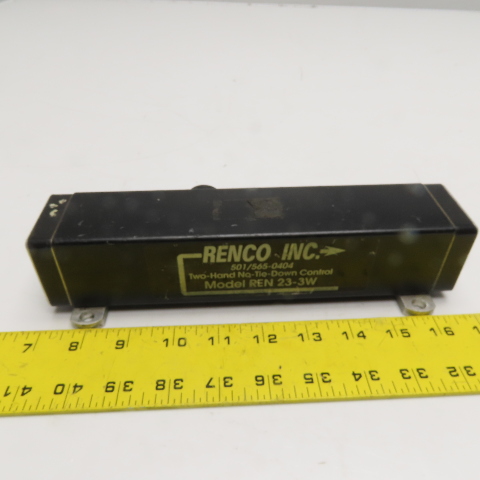 RENCO INC.
501/565-0404
Two-Hand No-Tie-Down Control
Model REN 23-3W
7 8 9 10 11 12 13 14 15 16
41 40 39 38 37 36 35 34 33 32